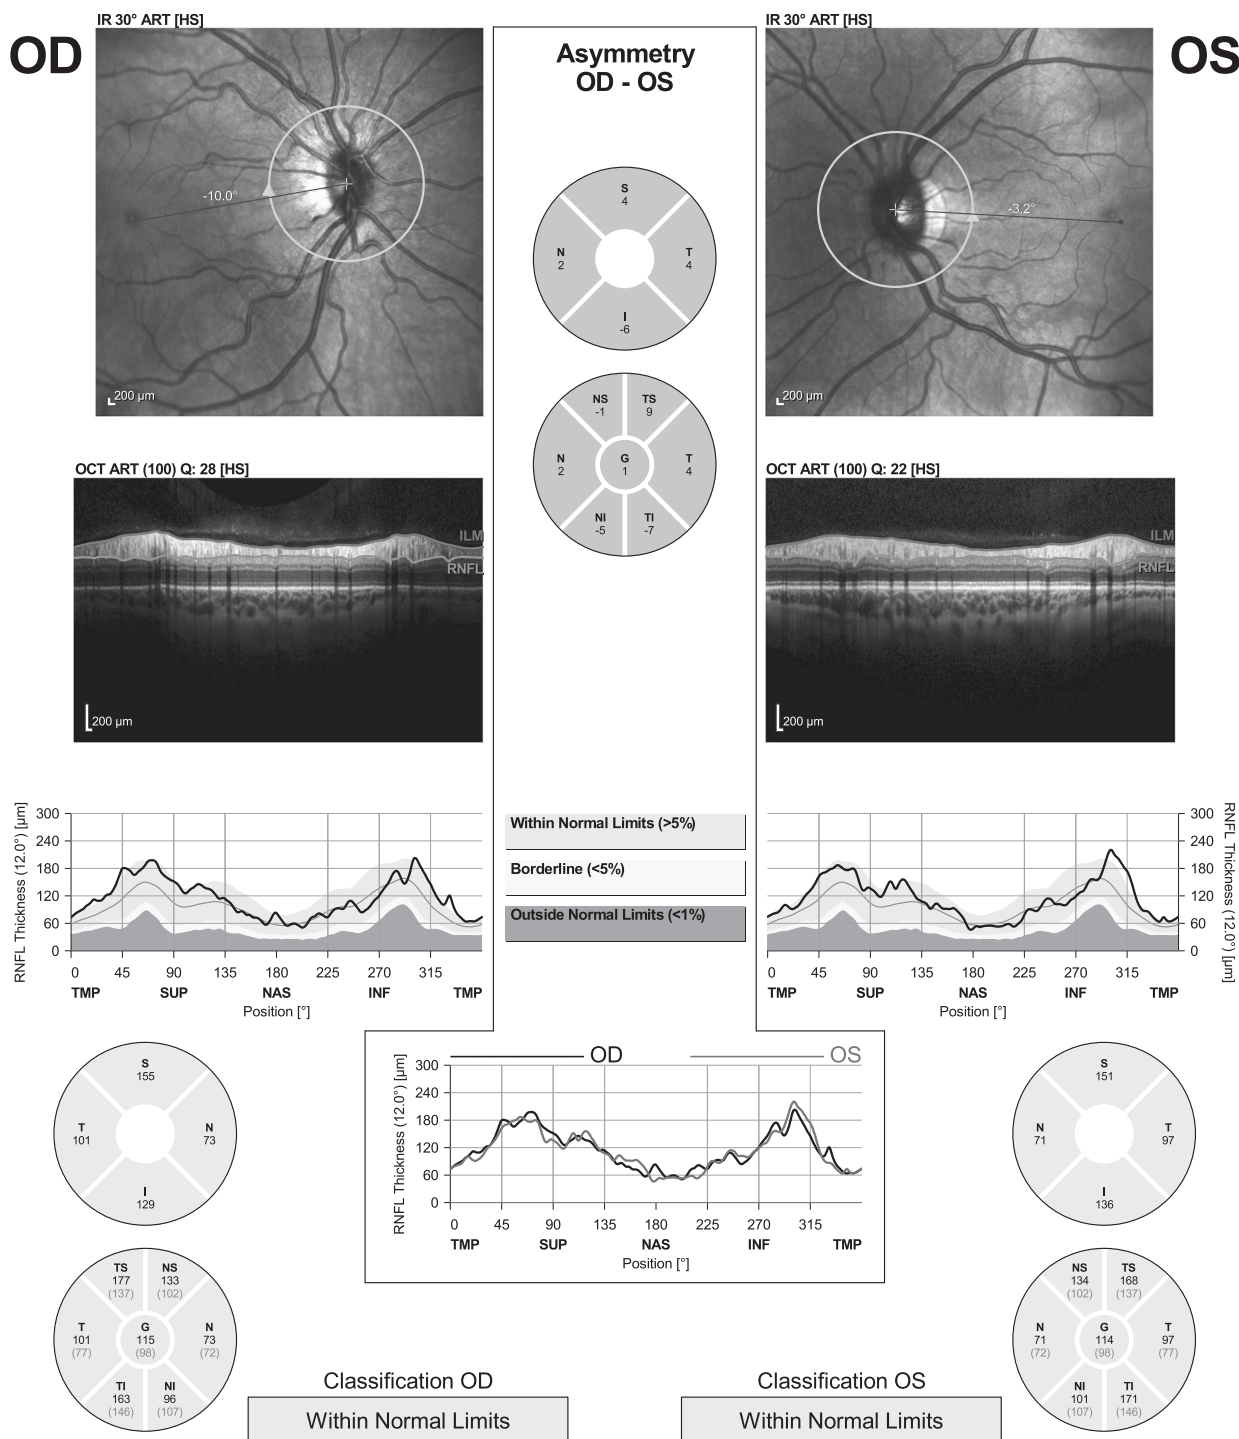 IR 30° ART [HS]
OD
-10.0°
200 µm
Asymmetry
OD - OS
S
4
N
2
T
4
I
-6
NS
-1
TS
9
N
2
G
1
T
4
NI
-5
TI
-7
IR 30° ART [HS]
OS
-3.2°
200 µm
OCT ART (100) Q: 28 [HS]
ILM
RNFL
200 µm
OCT ART (100) Q: 22 [HS]
ILM
RNFL
200 µm
RNFL Thickness (12.0°) [µm]
300
240
180
120
60
0
0 45 90 135 180 225 270 315
TMP SUP NAS INF TMP
Position [°]
Within Normal Limits (>5%)
Borderline (<5%)
Outside Normal Limits (<1%)
300
240
180
120
60
0
RNFL Thickness (12.0°) [µm]
0 45 90 135 180 225 270 315
TMP SUP NAS INF TMP
Position [°]
S
155
T
101
N
73
I
129
OD
OS
RNFL Thickness (12.0°) [µm]
300
240
180
120
60
0
0 45 90 135 180 225 270 315
TMP SUP NAS INF TMP
Position [°]
S
151
N
71
T
97
I
136
TS
177
(137)
NS
133
(102)
T
101
(77)
G
115
(98)
N
73
(72)
TI
163
(146)
NI
96
(107)
Classification OD
Within Normal Limits
Classification OS
Within Normal Limits
NS
134
(102)
TS
168
(137)
N
71
(72)
G
114
(98)
T
97
(77)
NI
101
(107)
TI
171
(146)